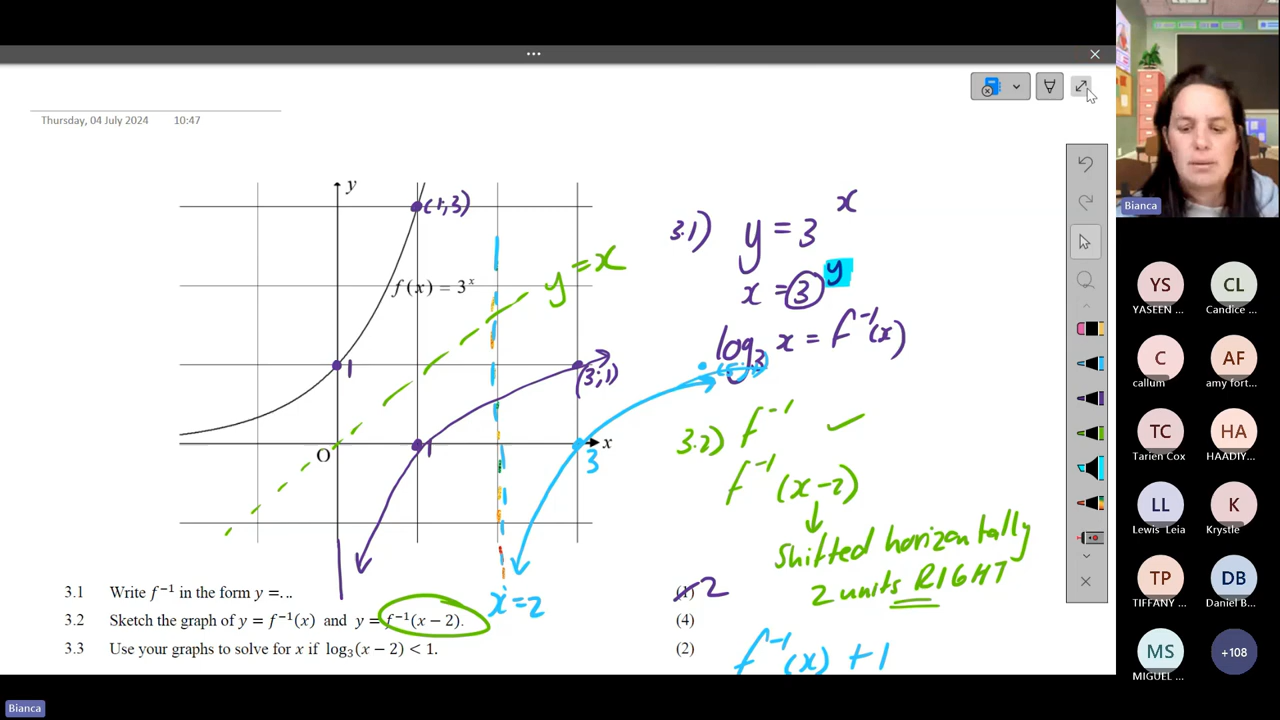 Thursday, 04 July 2024 10:47
y
(1,3)
y = x
f(x) = 3^x
1
(3;1)
O
1
x
3
x = 2
3.1) y = 3^x
x = 3^y
log_3 x = f^{-1}(x)
3.2) f^{-1} ✓
f^{-1}(x-2)
↓
Shifted horizontally
2 units RIGHT
f^{-1}(x) + 1
3.1 Write f^{−1} in the form y =... (1) 2
3.2 Sketch the graph of y = f^{−1}(x) and y = f^{−1}(x − 2). (4)
3.3 Use your graphs to solve for x if log_3(x − 2) < 1. (2)
Bianca
YS
YASEEN ...
CL
Candice ...
C
callum
AF
amy fort...
TC
Tarien Cox
HA
HAADIY...
LL
Lewis Leia
K
Krystle
TP
TIFFANY ...
DB
Daniel B...
MS
MIGUEL ...
+108
Bianca